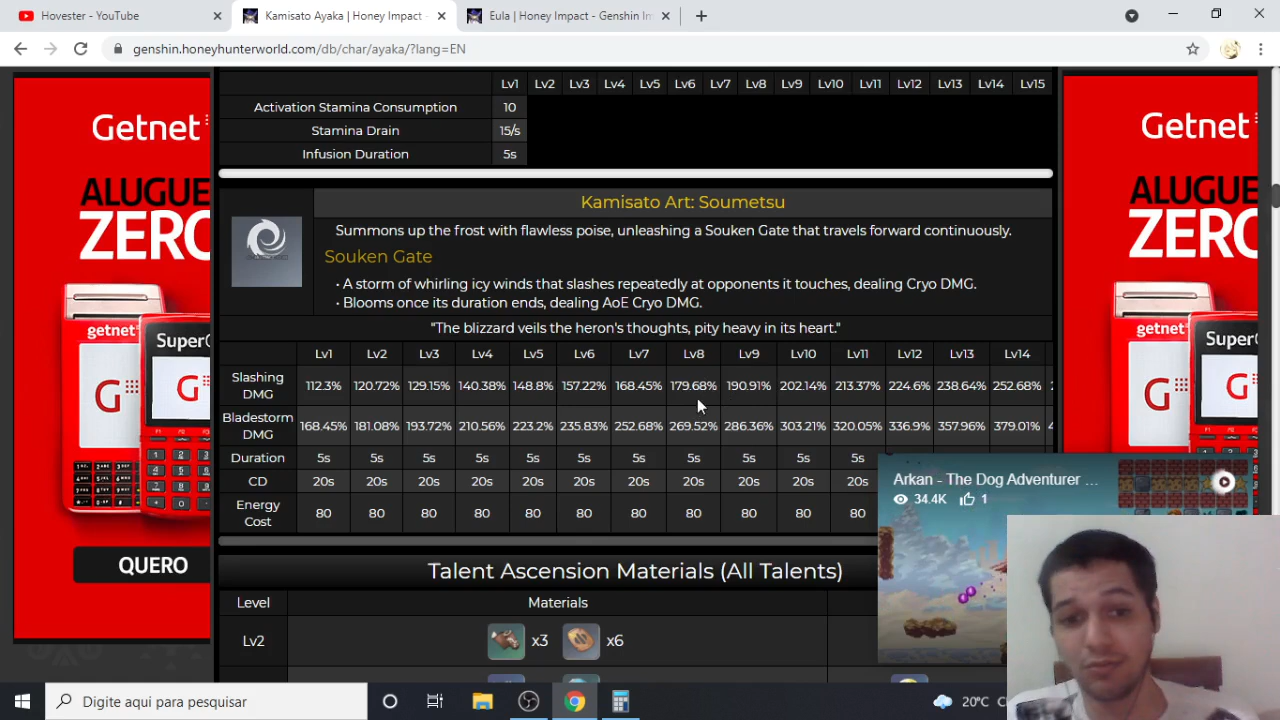 Hovester - YouTube
Kamisato Ayaka | Honey Impact -
Eula | Honey Impact - Genshin Im
genshin.honeyhunterworld.com/db/char/ayaka/?lang=EN
Lv1 Lv2 Lv3 Lv4 Lv5 Lv6 Lv7 Lv8 Lv9 Lv10 Lv11 Lv12 Lv13 Lv14 Lv15
Activation Stamina Consumption 10
Stamina Drain 15/s
Infusion Duration 5s
Getnet
ALUGUE
ZERO
getnet
SuperG
G
QUERO
Kamisato Art: Soumetsu
Summons up the frost with flawless poise, unleashing a Souken Gate that travels forward continuously.
Souken Gate
• A storm of whirling icy winds that slashes repeatedly at opponents it touches, dealing Cryo DMG.
• Blooms once its duration ends, dealing AoE Cryo DMG.
"The blizzard veils the heron's thoughts, pity heavy in its heart."
Lv1 Lv2 Lv3 Lv4 Lv5 Lv6 Lv7 Lv8 Lv9 Lv10 Lv11 Lv12 Lv13 Lv14
Slashing DMG 112.3% 120.72% 129.15% 140.38% 148.8% 157.22% 168.45% 179.68% 190.91% 202.14% 213.37% 224.6% 238.64% 252.68%
Bladestorm DMG 168.45% 181.08% 193.72% 210.56% 223.2% 235.83% 252.68% 269.52% 286.36% 303.21% 320.05% 336.9% 357.96% 379.01%
Duration 5s 5s 5s 5s 5s 5s 5s 5s 5s 5s 5s
CD 20s 20s 20s 20s 20s 20s 20s 20s 20s 20s 20s
Energy Cost 80 80 80 80 80 80 80 80 80 80 80
Talent Ascension Materials (All Talents)
Level Materials
Lv2 x3 x6
Getnet
ALUGUE
ZERO
getnet
Super
Arkan - The Dog Adventurer ...
34.4K 1
Digite aqui para pesquisar
20°C